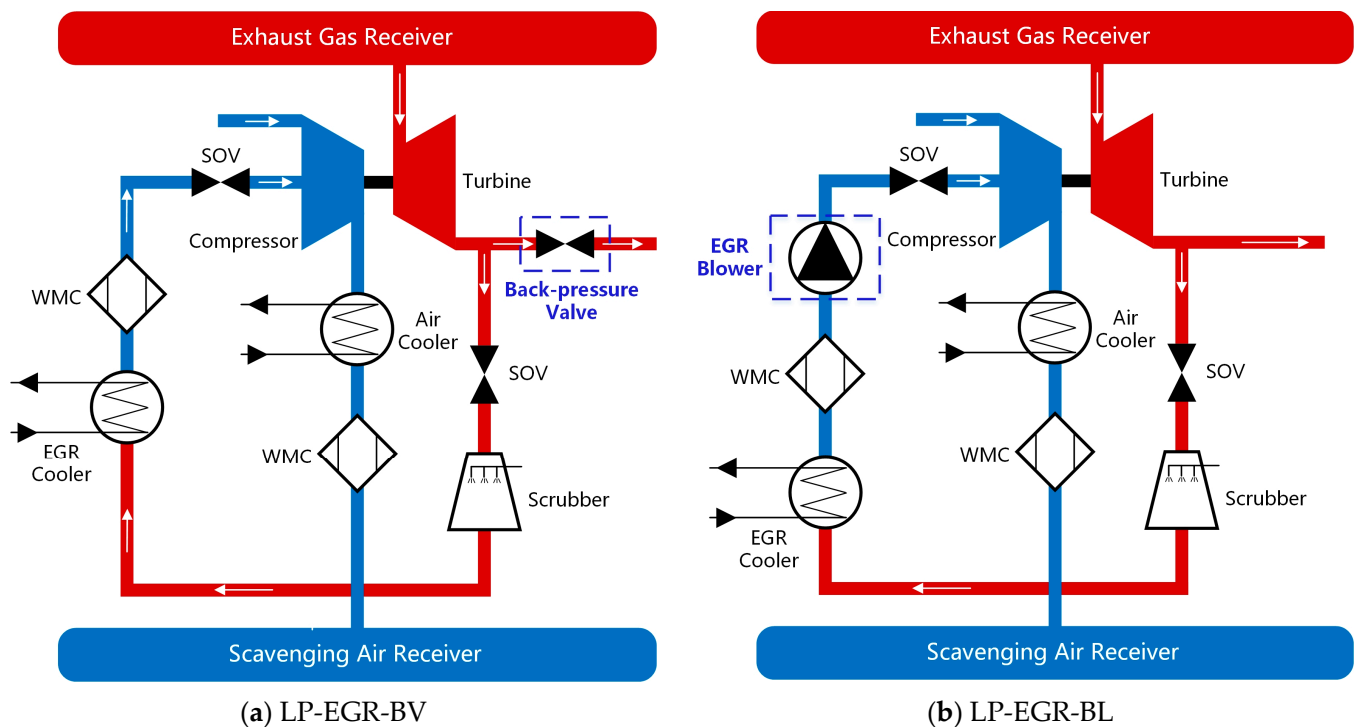 Exhaust Gas Receiver
SOV
Turbine
Compressor
Back-pressure
Valve
WMC
Air
Cooler
SOV
EGR
Cooler
WMC
Scrubber
Scavenging Air Receiver
(a) LP-EGR-BV
Exhaust Gas Receiver
SOV
Turbine
EGR
Blower
Compressor
Air
Cooler
WMC
SOV
WMC
Scrubber
EGR
Cooler
Scavenging Air Receiver
(b) LP-EGR-BL